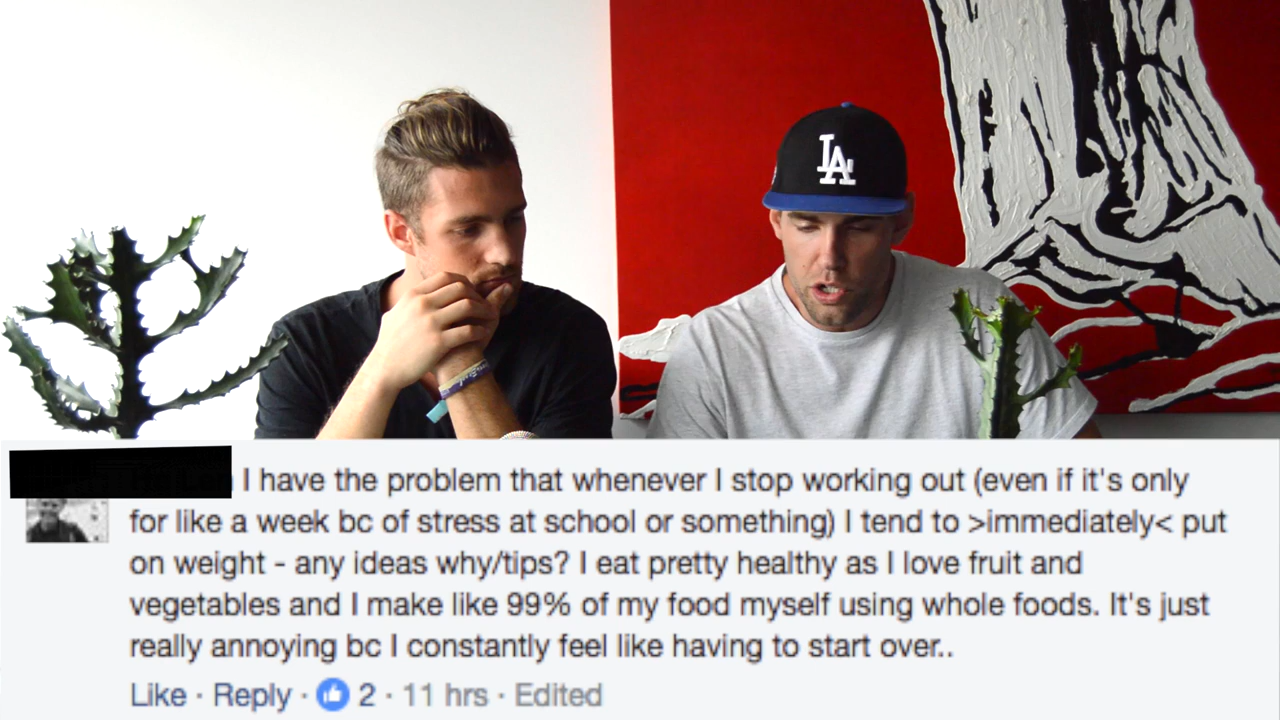 LA
I have the problem that whenever I stop working out (even if it's only
for like a week bc of stress at school or something) I tend to >immediately< put
on weight - any ideas why/tips? I eat pretty healthy as I love fruit and
vegetables and I make like 99% of my food myself using whole foods. It's just
really annoying bc I constantly feel like having to start over..
Like · Reply · 2 · 11 hrs · Edited